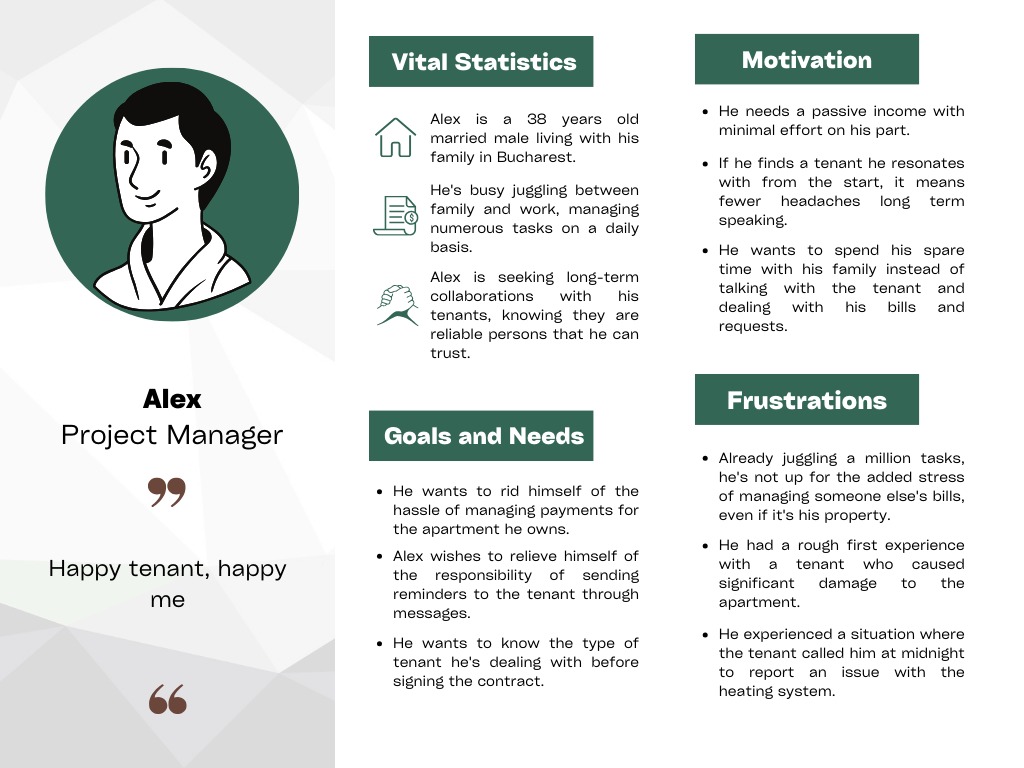 Alex
Project Manager
❞
Happy tenant, happy
me
❝
Vital Statistics
Alex is a 38 years old
married male living with his
family in Bucharest.
He's busy juggling between
family and work, managing
numerous tasks on a daily
basis.
Alex is seeking long-term
collaborations with his
tenants, knowing they are
reliable persons that he can
trust.
Goals and Needs
• He wants to rid himself of the
hassle of managing payments for
the apartment he owns.
• Alex wishes to relieve himself of
the responsibility of sending
reminders to the tenant through
messages.
• He wants to know the type of
tenant he's dealing with before
signing the contract.
Motivation
• He needs a passive income with
minimal effort on his part.
• If he finds a tenant he resonates
with from the start, it means
fewer headaches long term
speaking.
• He wants to spend his spare
time with his family instead of
talking with the tenant and
dealing with his bills and
requests.
Frustrations
• Already juggling a million tasks,
he's not up for the added stress
of managing someone else's bills,
even if it's his property.
• He had a rough first experience
with a tenant who caused
significant damage to the
apartment.
• He experienced a situation where
the tenant called him at midnight
to report an issue with the
heating system.